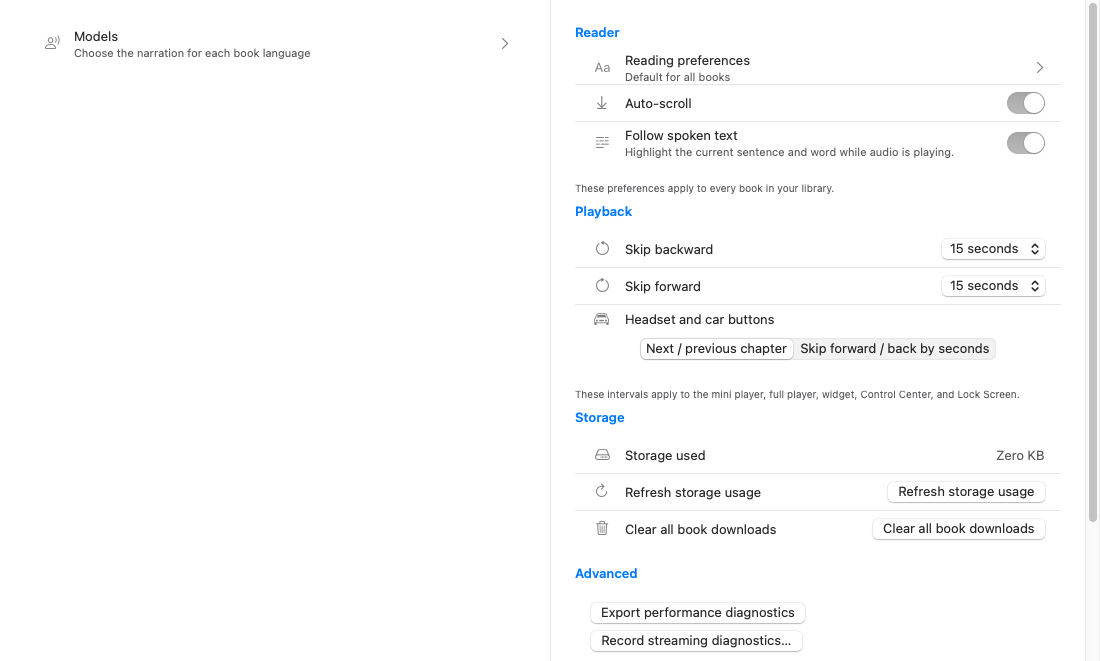 Models
Choose the narration for each book language
Reader
Aa
Reading preferences
Default for all books
Auto-scroll
Follow spoken text
Highlight the current sentence and word while audio is playing.
These preferences apply to every book in your library.
Playback
Skip backward
15 seconds
Skip forward
15 seconds
Headset and car buttons
Next / previous chapter
Skip forward / back by seconds
These intervals apply to the mini player, full player, widget, Control Center, and Lock Screen.
Storage
Storage used
Zero KB
Refresh storage usage
Refresh storage usage
Clear all book downloads
Clear all book downloads
Advanced
Export performance diagnostics
Record streaming diagnostics...